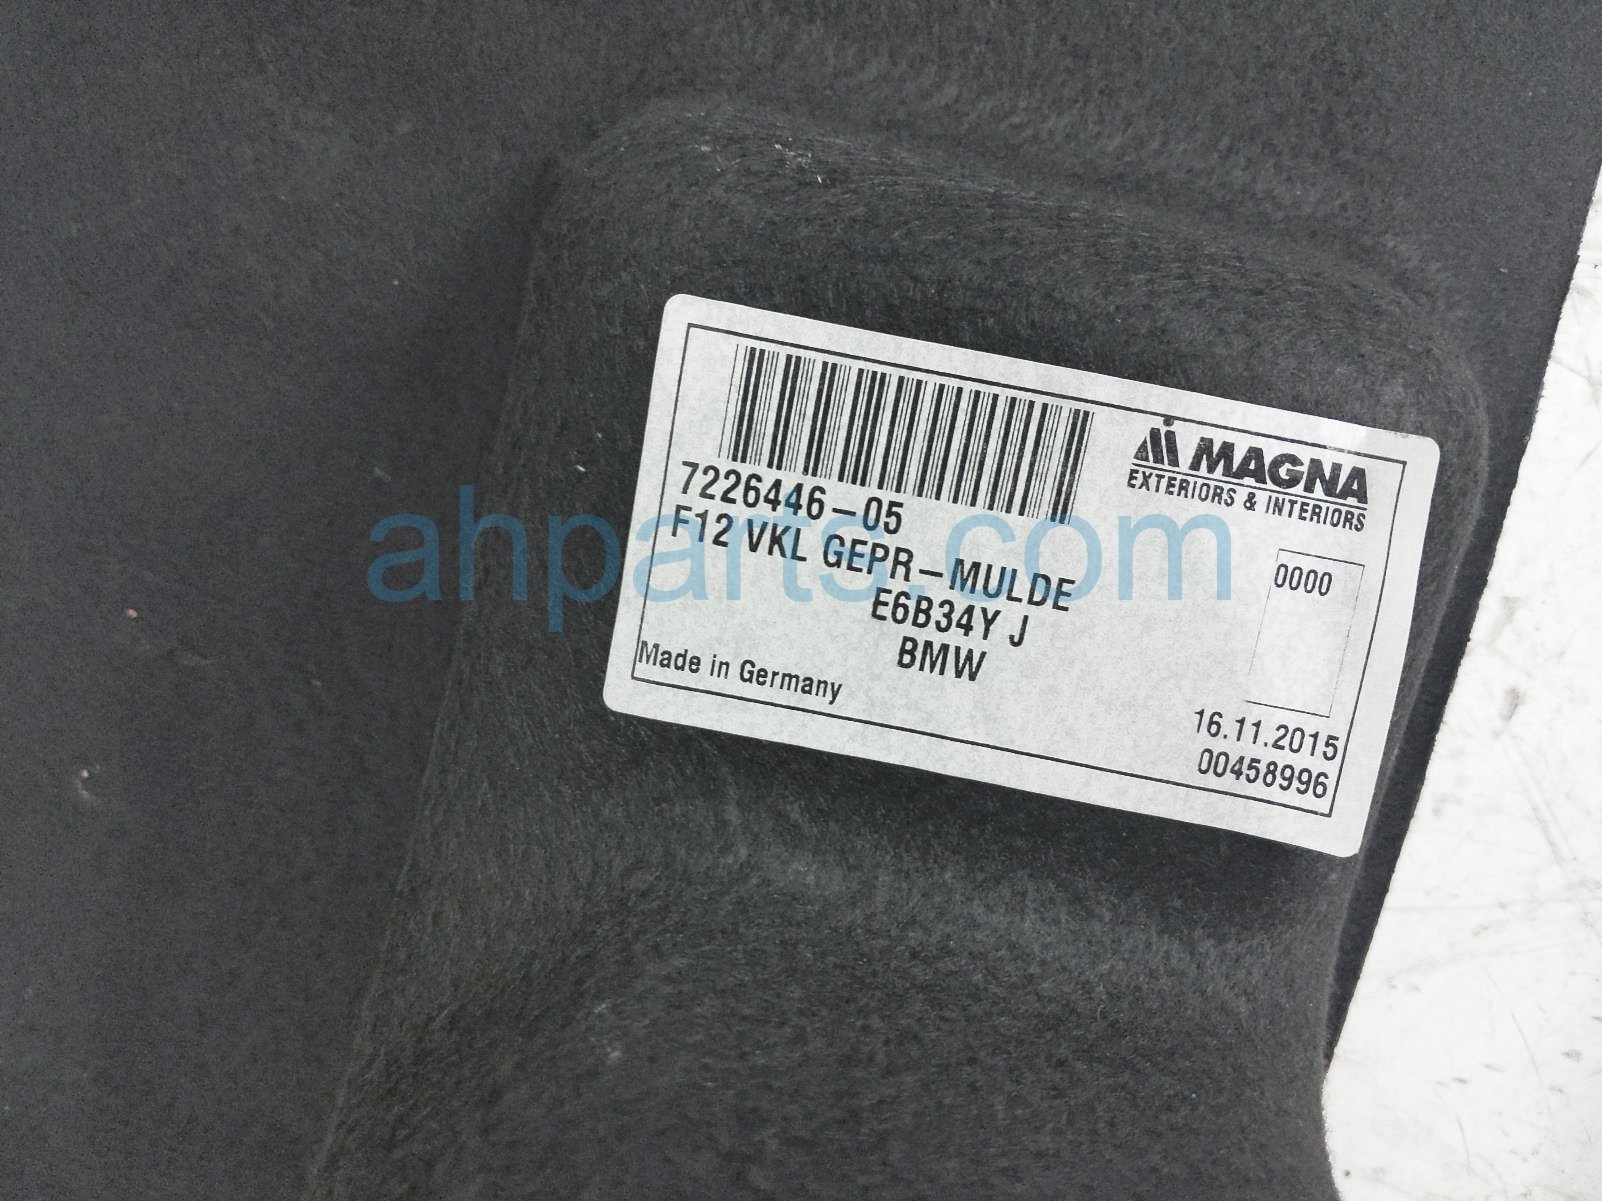 MAGNA
EXTERIORS & INTERIORS
7226446-05
F12 VKL GEPR-MULDE
E6B34Y J
BMW
0000
Made in Germany
16.11.2015
00458996
ahparts.com